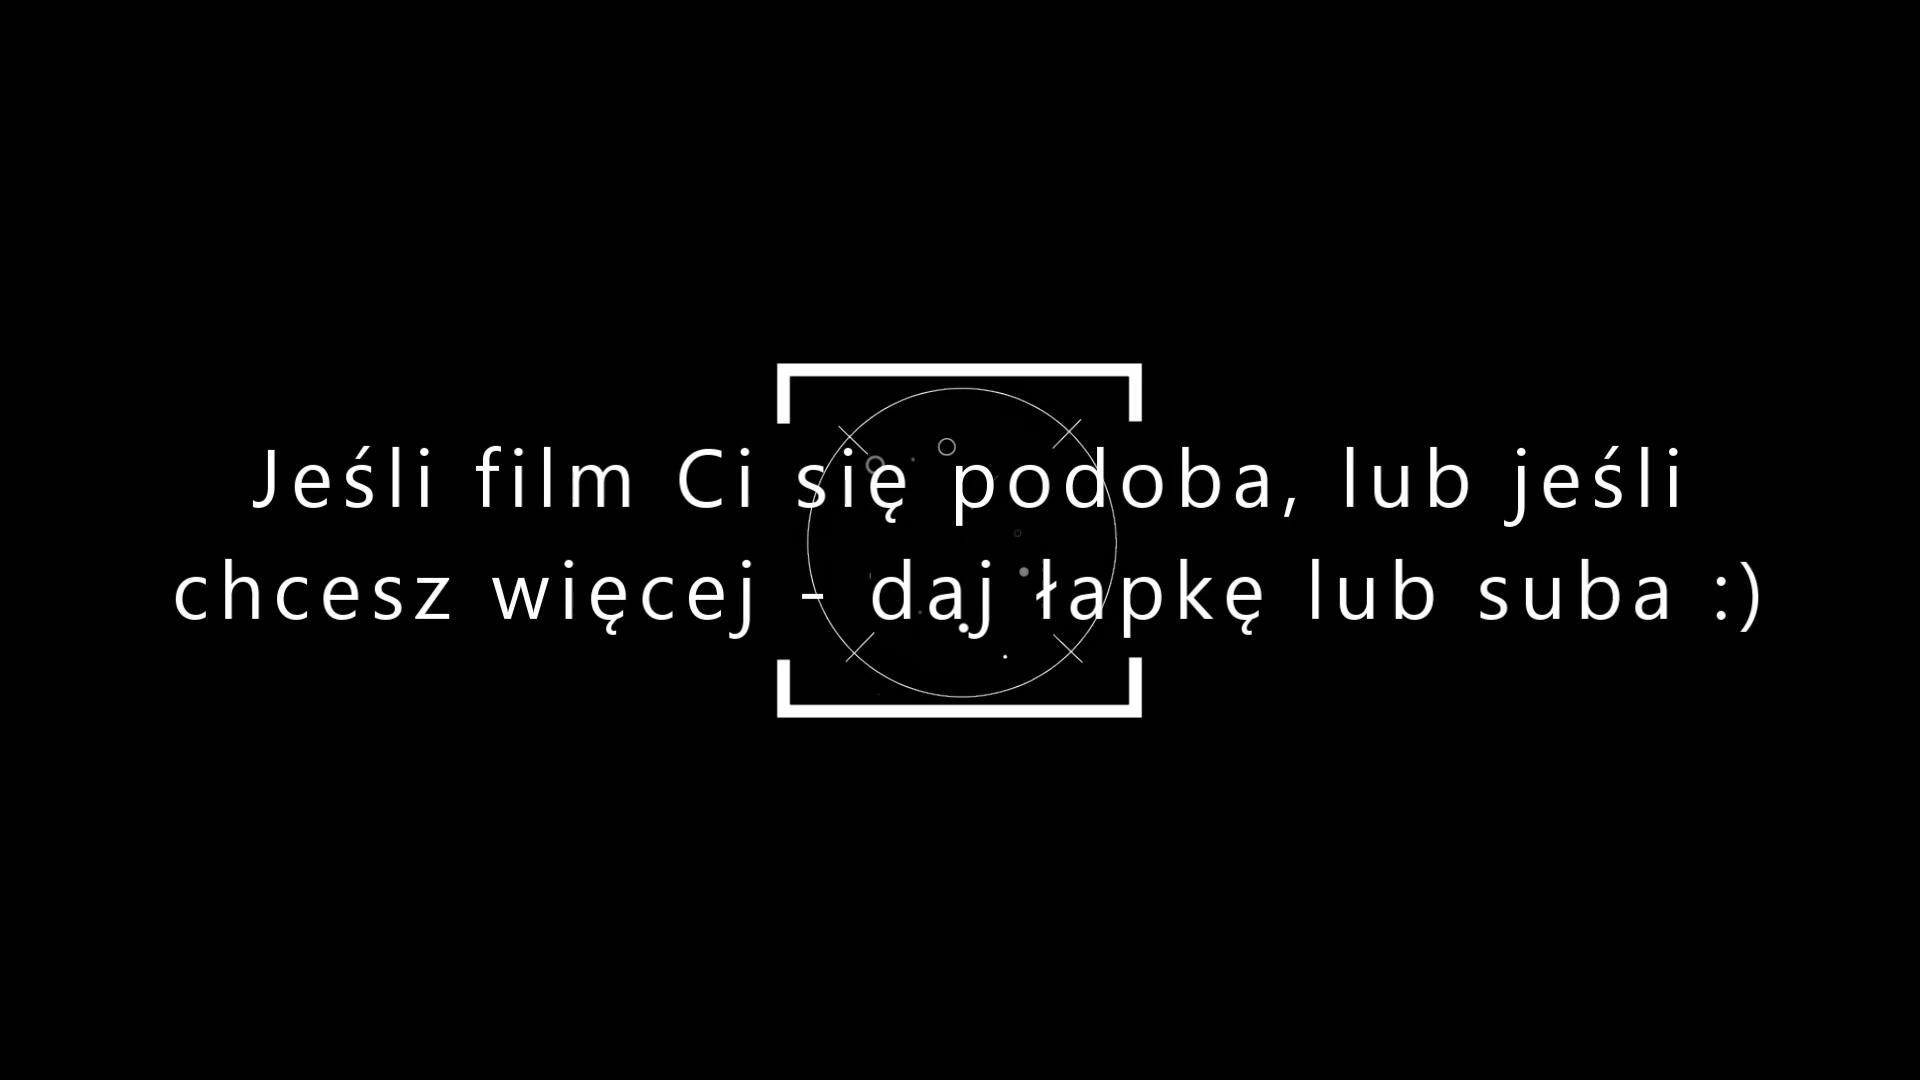 Jeśli film Ci się podoba, lub jeśli
chcesz więcej - daj łapkę lub suba :)